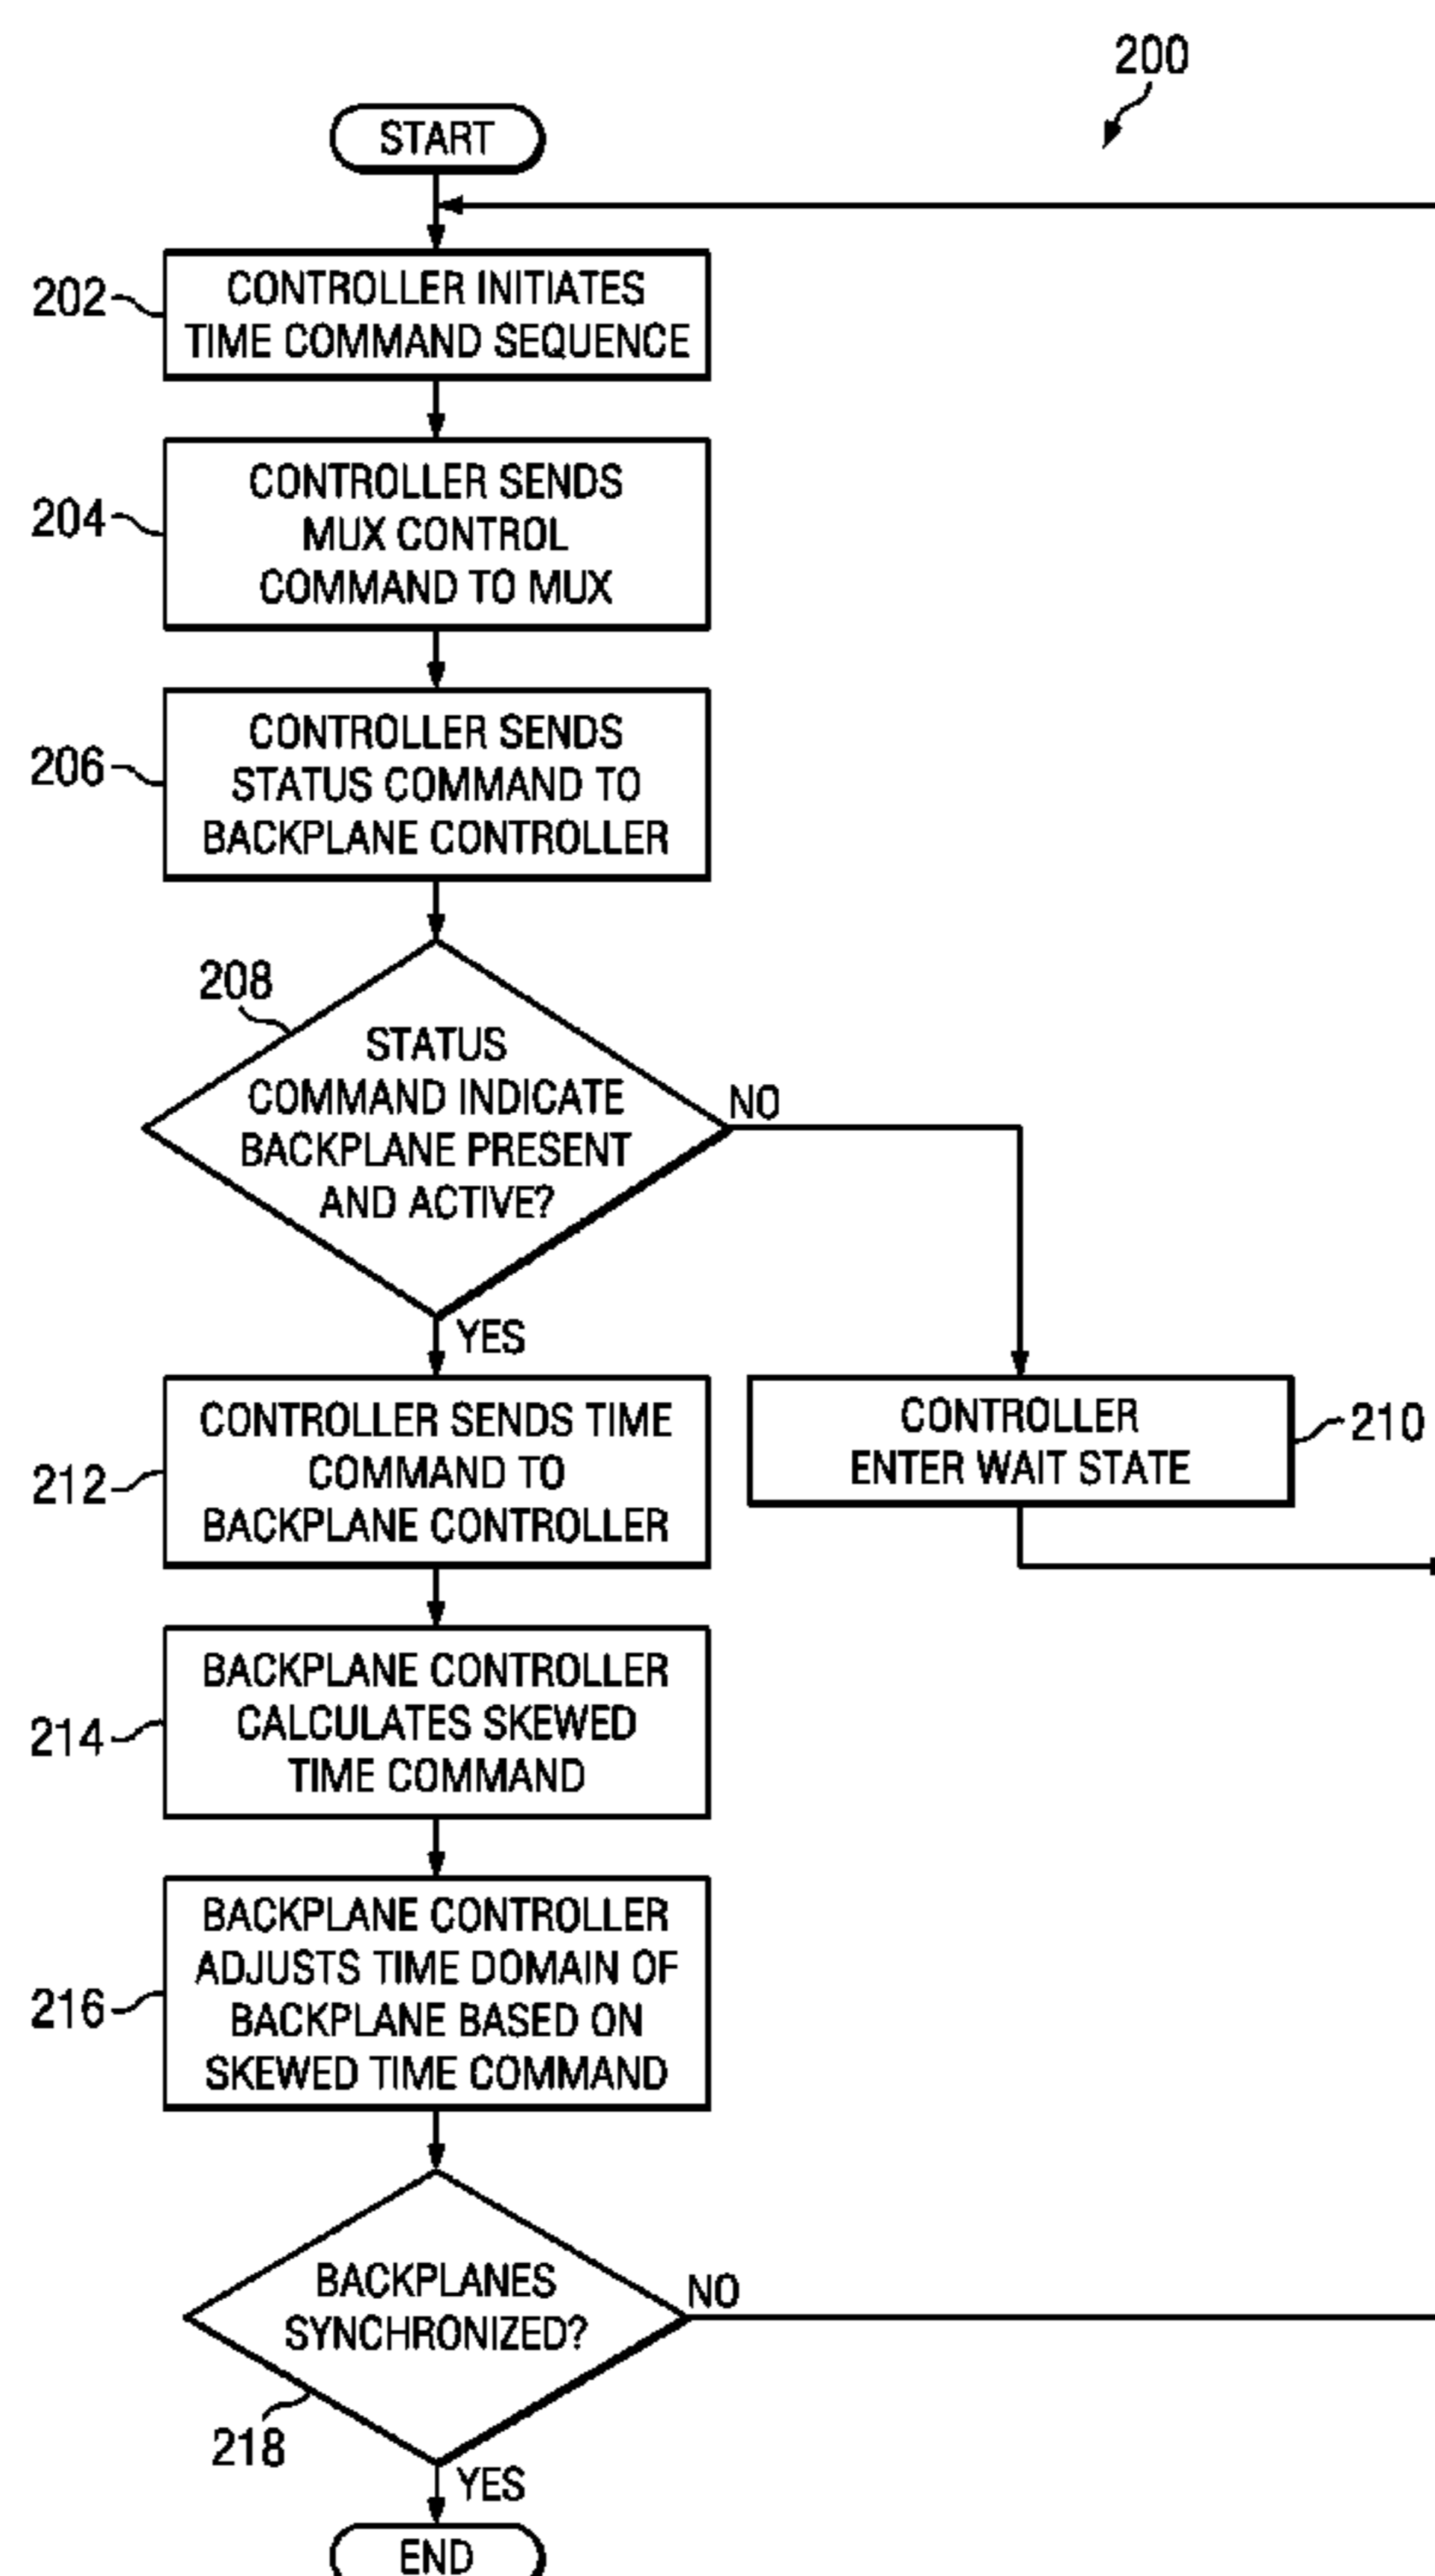 200
START
202
CONTROLLER INITIATES
TIME COMMAND SEQUENCE
204
CONTROLLER SENDS
MUX CONTROL
COMMAND TO MUX
206
CONTROLLER SENDS
STATUS COMMAND TO
BACKPLANE CONTROLLER
208
STATUS
COMMAND INDICATE
BACKPLANE PRESENT
AND ACTIVE?
NO
YES
CONTROLLER
ENTER WAIT STATE
210
212
CONTROLLER SENDS TIME
COMMAND TO
BACKPLANE CONTROLLER
214
BACKPLANE CONTROLLER
CALCULATES SKEWED
TIME COMMAND
216
BACKPLANE CONTROLLER
ADJUSTS TIME DOMAIN OF
BACKPLANE BASED ON
SKEWED TIME COMMAND
BACKPLANES
SYNCHRONIZED?
NO
218
YES
END